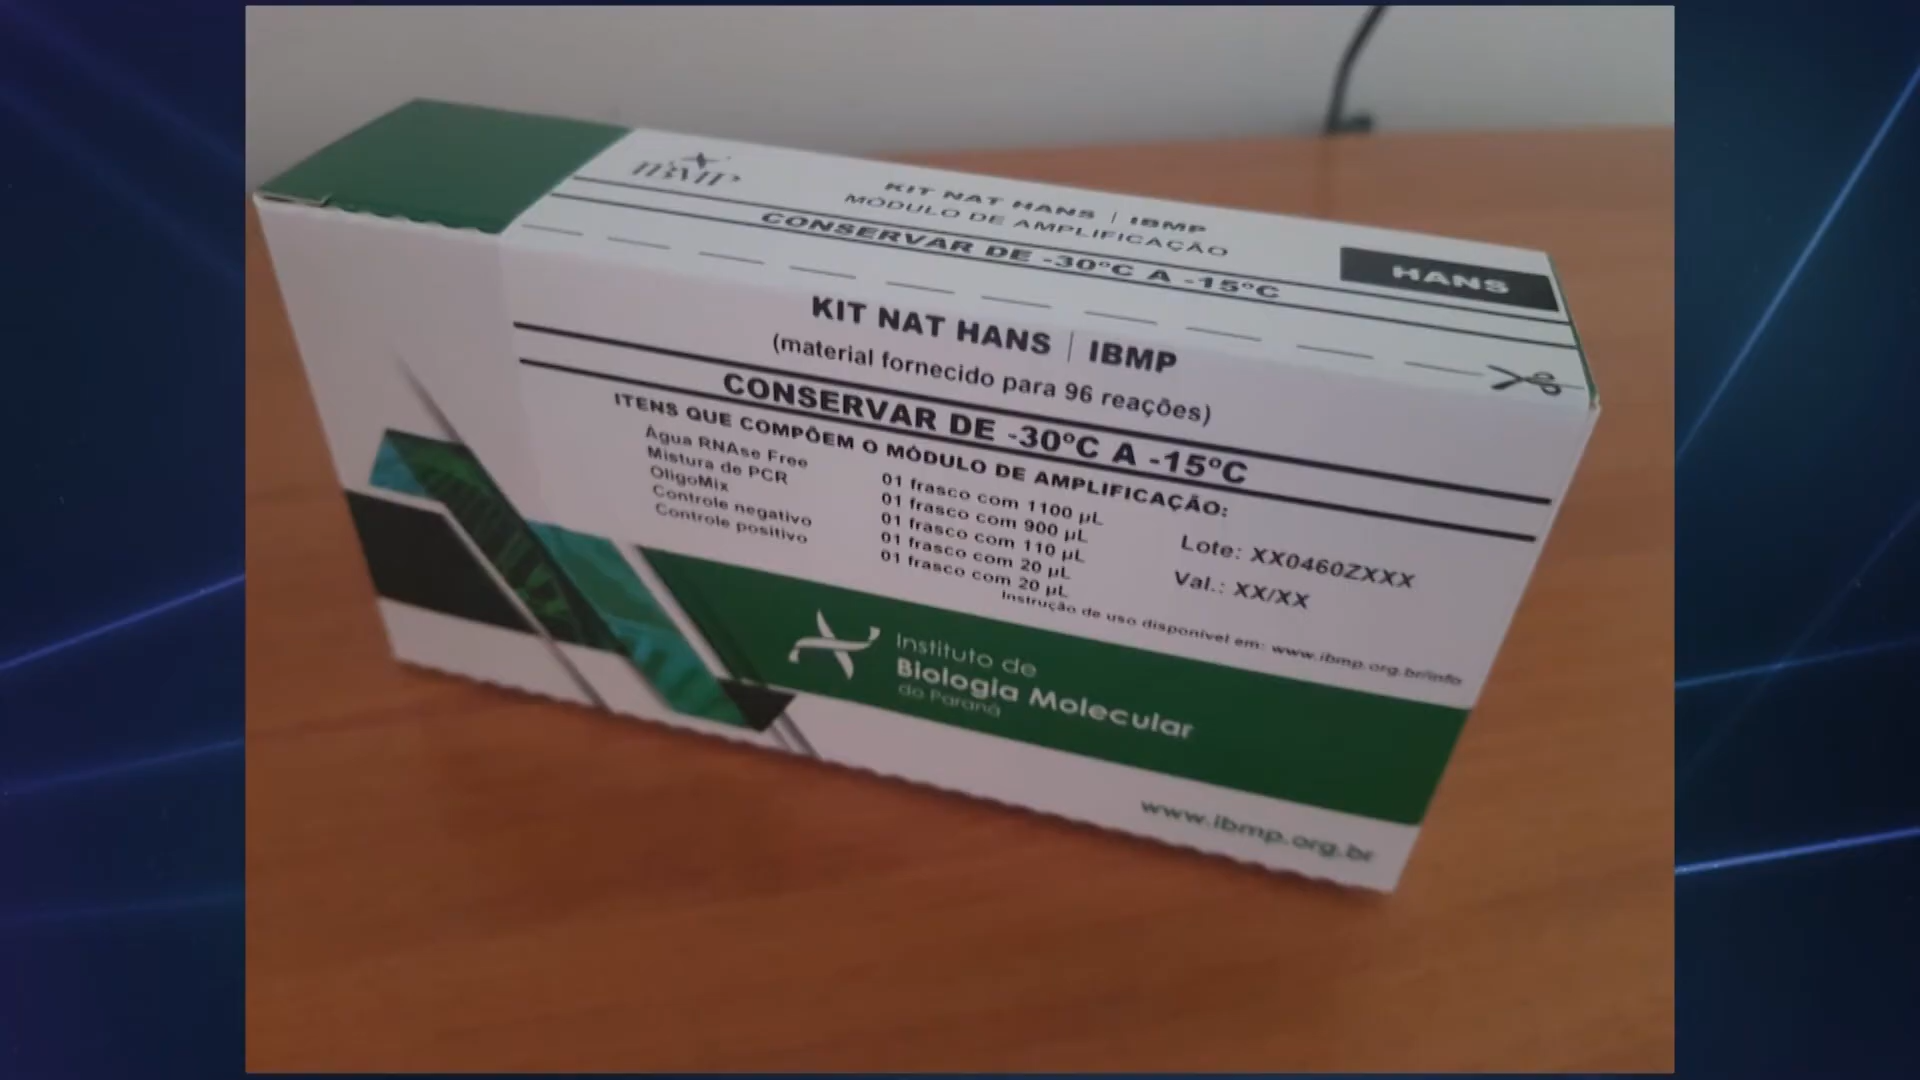 IBMP
KIT NAT HANS | IBMP
MÓDULO DE AMPLIFICAÇÃO
CONSERVAR DE -30ºC A -15ºC
HANS
KIT NAT HANS | IBMP
(material fornecido para 96 reações)
CONSERVAR DE -30ºC A -15ºC
ITENS QUE COMPÕEM O MÓDULO DE AMPLIFICAÇÃO:
Água RNAse Free 01 frasco com 1100 µL
Mistura de PCR 01 frasco com 900 µL
OligoMix 01 frasco com 110 µL
Controle negativo 01 frasco com 20 µL
Controle positivo 01 frasco com 20 µL
Lote: XX0460ZXXX
Val.: XX/XX
Instrução de uso disponível em: www.ibmp.org.br/info
Instituto de
Biologia Molecular
do Paraná
www.ibmp.org.br